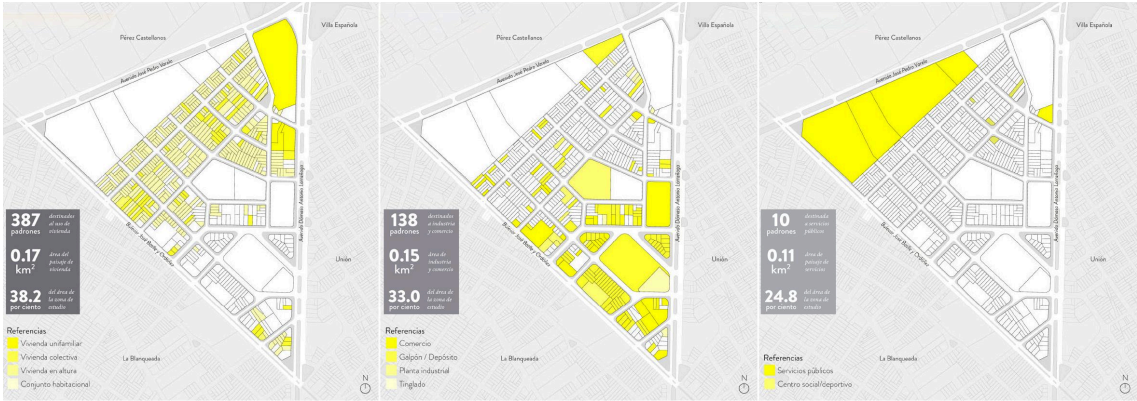 Villa Española
Pérez Castellanos
Avenida José Pedro Varela
Avenida Dámaso Antonio Larrañaga
Bulevar José Batlle y Ordóñez
387
padrones
destinados
al uso de
vivienda
0.17
km²
área del
paisaje de
vivienda
38.2
por ciento
del área de
la zona de
estudio
Unión
Referencias
Vivienda unifamiliar
Vivienda colectiva
Vivienda en altura
Conjunto habitacional
La Blanqueada
N
Villa Española
Pérez Castellanos
Avenida José Pedro Varela
Avenida Dámaso Antonio Larrañaga
Bulevar José Batlle y Ordóñez
138
padrones
destinados
a industria
y comercio
0.15
km²
área de
industria
y comercio
33.0
por ciento
del área de
la zona de
estudio
Unión
Referencias
Comercio
Galpón / Depósito
Planta industrial
Tinglado
La Blanqueada
N
Villa Española
Pérez Castellanos
Avenida José Pedro Varela
Avenida Dámaso Antonio Larrañaga
Bulevar José Batlle y Ordóñez
10
padrones
destinados
a servicios
públicos
0.11
km²
área de
paisaje de
servicios
24.8
por ciento
del área de
la zona de
estudio
Unión
Referencias
Servicios públicos
Centro social/deportivo
La Blanqueada
N